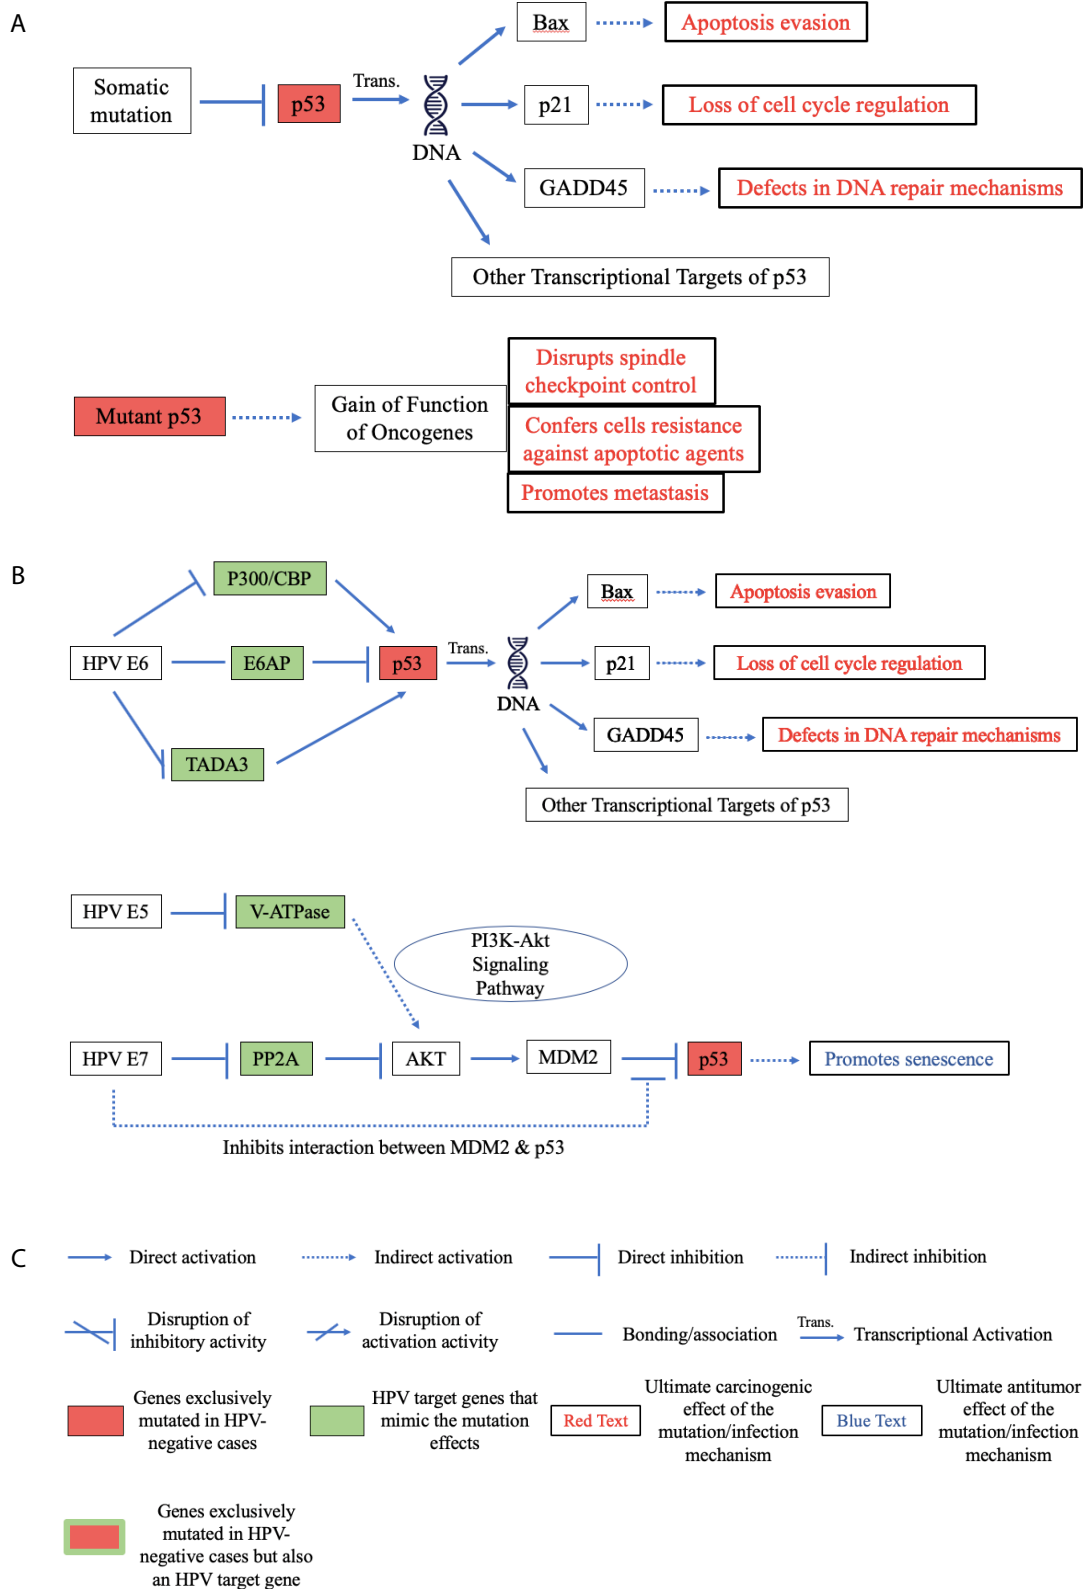 A
Bax
Apoptosis evasion
Somatic
mutation
p53
Trans.
DNA
p21
Loss of cell cycle regulation
GADD45
Defects in DNA repair mechanisms
Other Transcriptional Targets of p53
Mutant p53
Gain of Function
of Oncogenes
Disrupts spindle
checkpoint control
Confers cells resistance
against apoptotic agents
Promotes metastasis
B
P300/CBP
HPV E6
E6AP
p53
Trans.
DNA
TADA3
Bax
Apoptosis evasion
p21
Loss of cell cycle regulation
GADD45
Defects in DNA repair mechanisms
Other Transcriptional Targets of p53
HPV E5
V-ATPase
PI3K-Akt
Signaling
Pathway
HPV E7
PP2A
AKT
MDM2
p53
Promotes senescence
Inhibits interaction between MDM2 & p53
C
Direct activation
Indirect activation
Direct inhibition
Indirect inhibition
Disruption of
inhibitory activity
Disruption of
activation activity
Bonding/association
Trans.
Transcriptional Activation
Genes exclusively
mutated in HPV-
negative cases
HPV target genes that
mimic the mutation
effects
Red Text
Ultimate carcinogenic
effect of the
mutation/infection
mechanism
Blue Text
Ultimate antitumor
effect of the
mutation/infection
mechanism
Genes exclusively
mutated in HPV-
negative cases but also
an HPV target gene